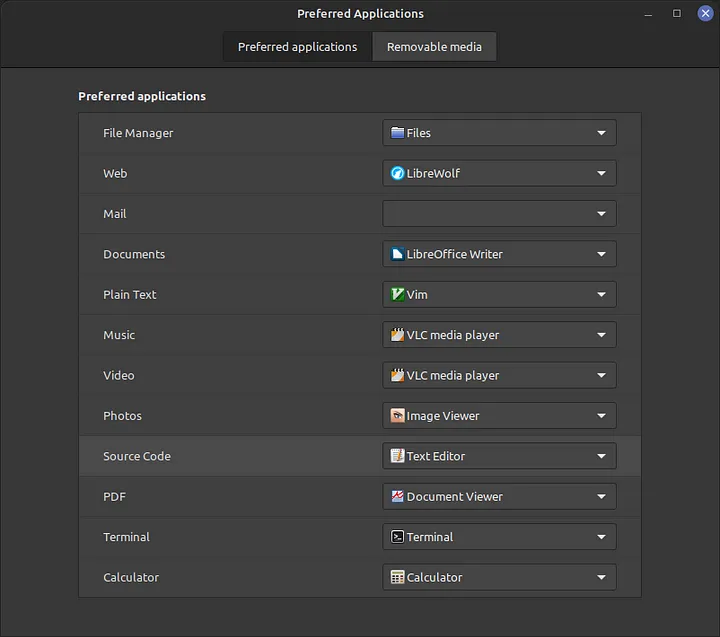 Preferred Applications
Preferred applications Removable media
Preferred applications
File Manager Files
Web LibreWolf
Mail
Documents LibreOffice Writer
Plain Text Vim
Music VLC media player
Video VLC media player
Photos Image Viewer
Source Code Text Editor
PDF Document Viewer
Terminal Terminal
Calculator Calculator